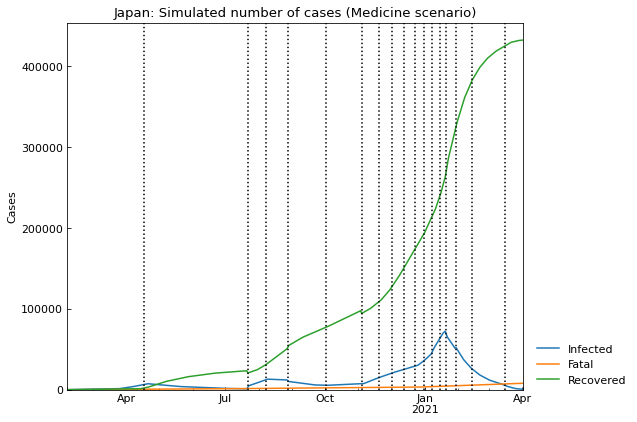 Japan: Simulated number of cases (Medicine scenario)
Cases
400000
300000
200000
100000
0
Apr
Jul
Oct
Jan
2021
Apr
Infected
Fatal
Recovered